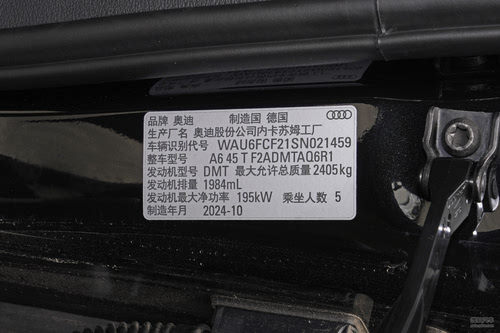 品牌 奥迪 制造国 德国
生产厂名 奥迪股份公司内卡苏姆工厂
车辆识别代号 WAU6FCF21SN021459
整车型号 A6 45 T F2ADMTAQ6R1
发动机型号 DMT 最大允许总质量 2405kg
发动机排量 1984mL
发动机最大净功率 195kW 乘坐人数 5
制造年月 2024-10